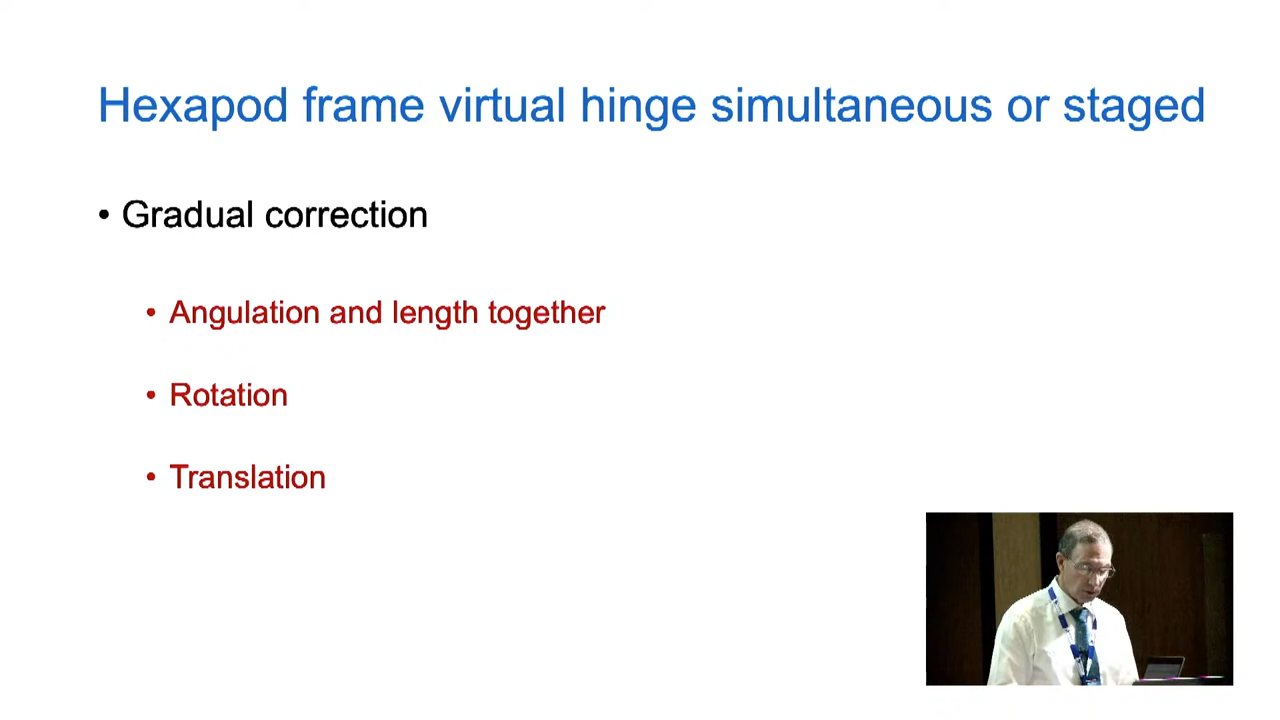 Hexapod frame virtual hinge simultaneous or staged
• Gradual correction
• Angulation and length together
• Rotation
• Translation